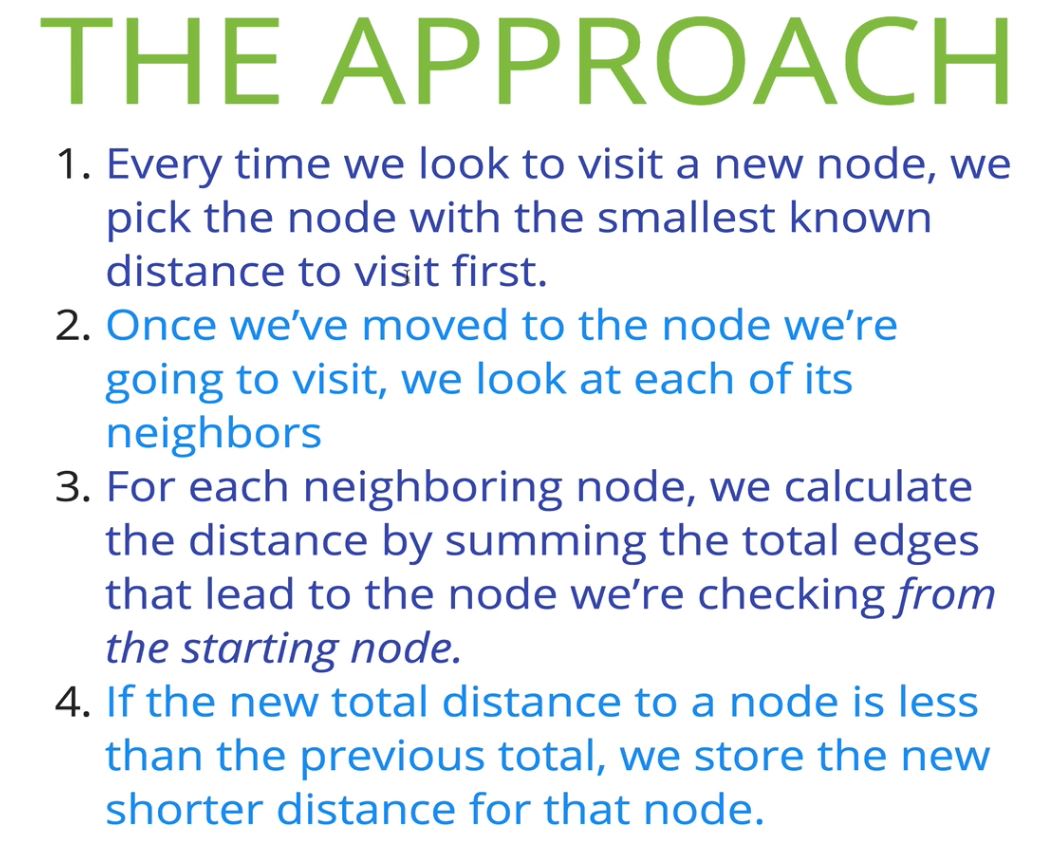 THE APPROACH
1. Every time we look to visit a new node, we
pick the node with the smallest known
distance to visit first.
2. Once we’ve moved to the node we’re
going to visit, we look at each of its
neighbors
3. For each neighboring node, we calculate
the distance by summing the total edges
that lead to the node we’re checking from
the starting node.
4. If the new total distance to a node is less
than the previous total, we store the new
shorter distance for that node.